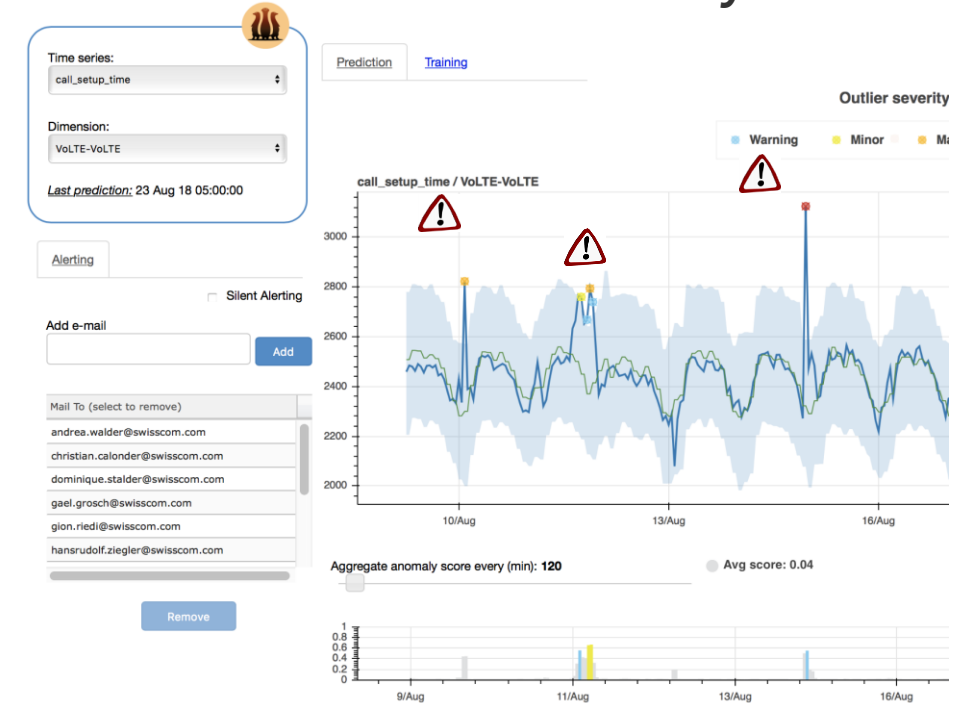 Time series:
call_setup_time
Dimension:
VoLTE-VoLTE
Last prediction: 23 Aug 18 05:00:00
Alerting
Silent Alerting
Add e-mail
Add
Mail To (select to remove)
andrea.walder@swisscom.com
christian.calonder@swisscom.com
dominique.stalder@swisscom.com
gael.grosch@swisscom.com
gion.riedi@swisscom.com
hansrudolf.ziegler@swisscom.com
Remove
Prediction
Training
Outlier severity
Warning
Minor
Ma
call_setup_time / VoLTE-VoLTE
3000
2800
2600
2400
2200
2000
10/Aug
13/Aug
16/Aug
Aggregate anomaly score every (min): 120
Avg score: 0.04
1
0.8
0.6
0.4
0.2
0
9/Aug
11/Aug
13/Aug
16/Aug